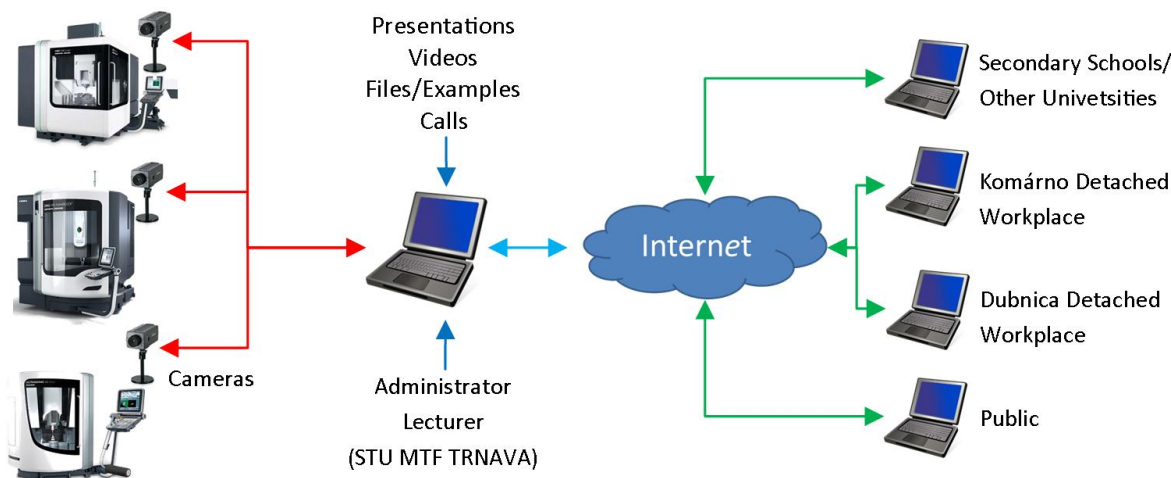 Presentations
Videos
Files/Examples
Calls
Cameras
Administrator
Lecturer
(STU MTF TRNAVA)
Internet
Secondary Schools/
Other Univetsities
Komárno Detached
Workplace
Dubnica Detached
Workplace
Public